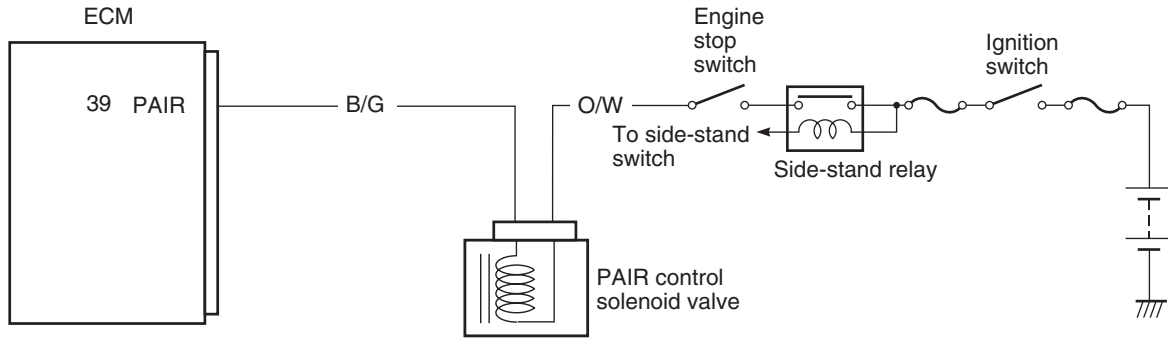 ECM
39 PAIR
B/G
O/W
Engine
stop
switch
Ignition
switch
To side-stand
switch
Side-stand relay
PAIR control
solenoid valve